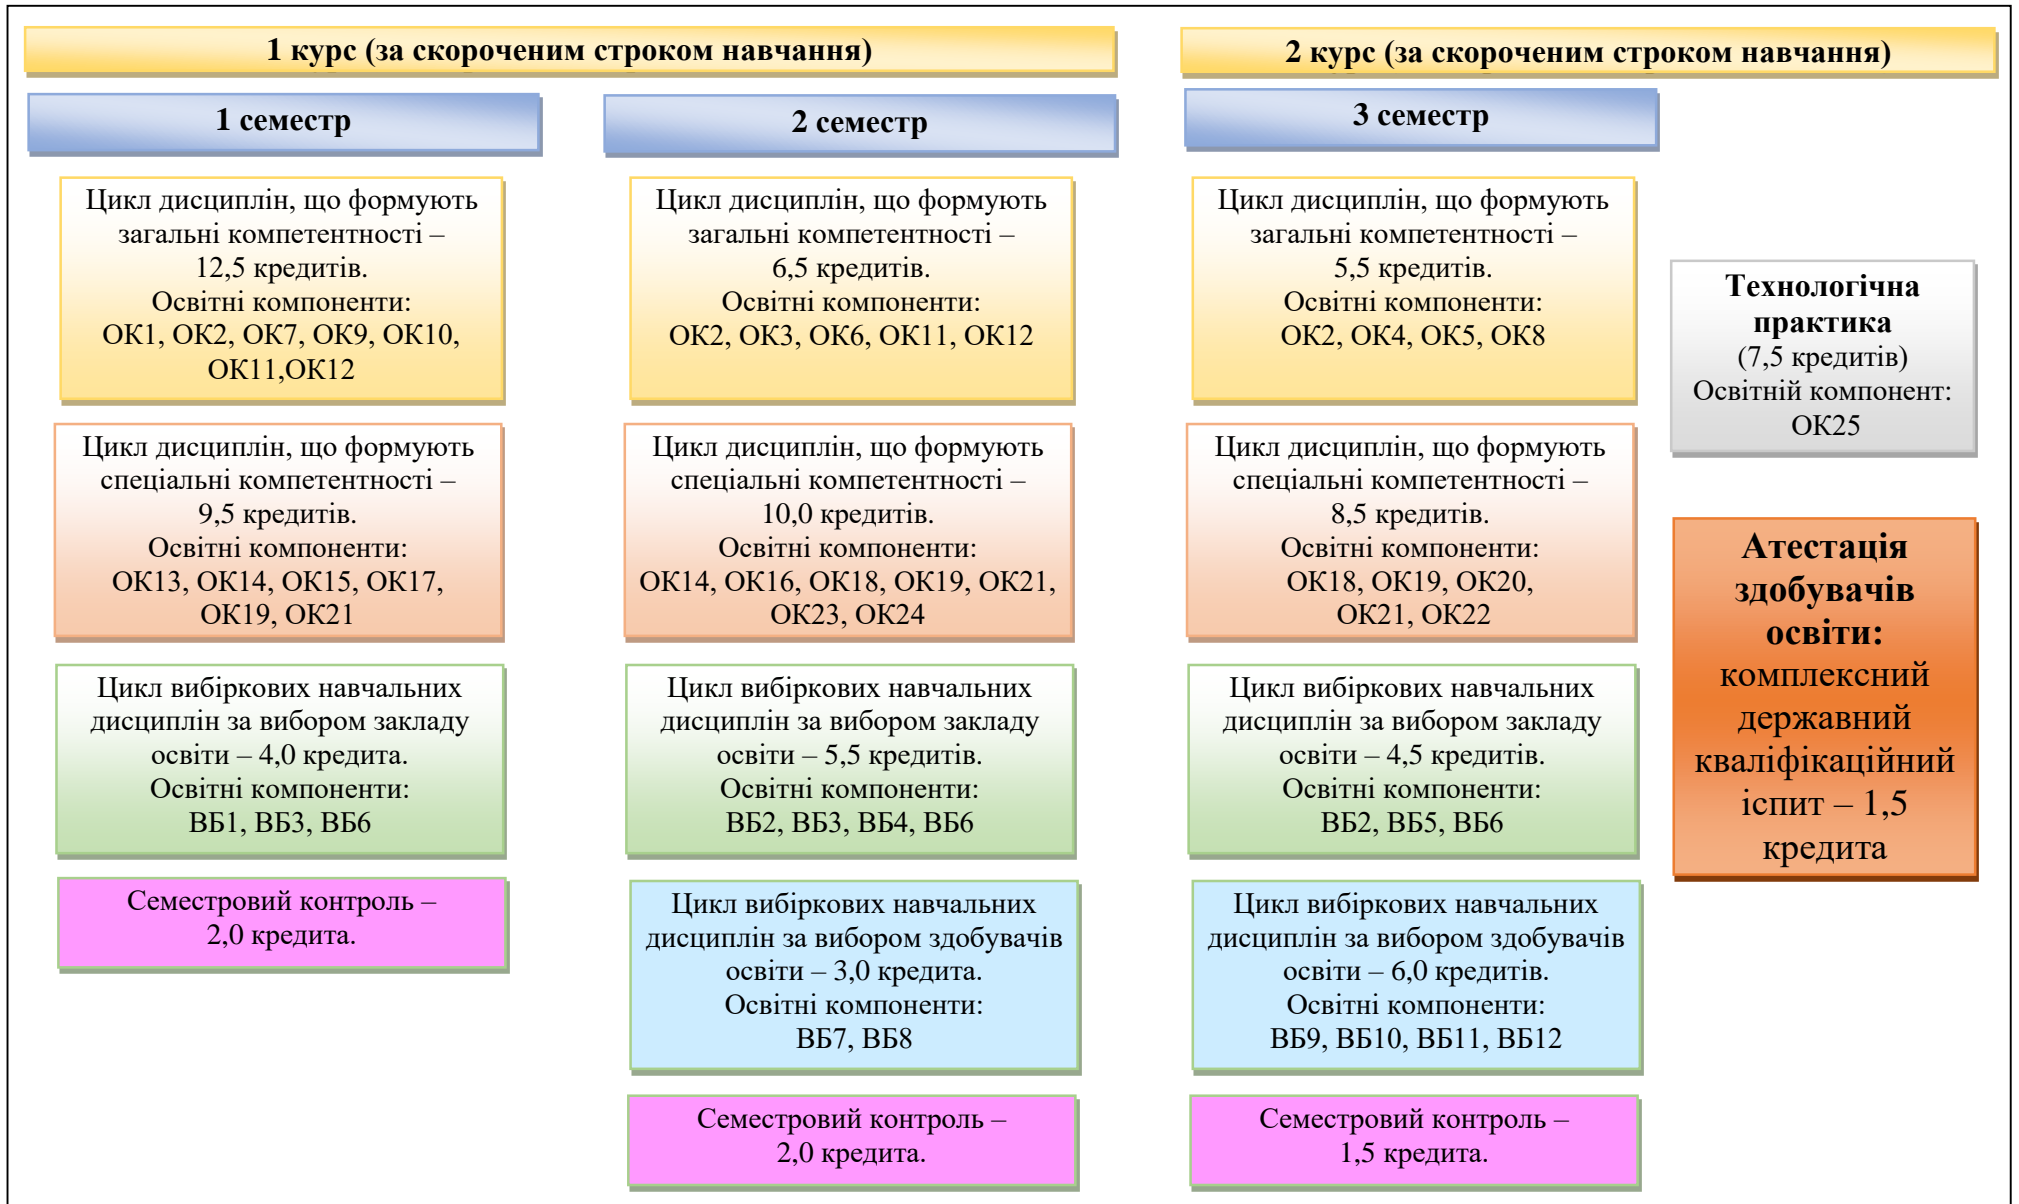 1 курс (за скороченим строком навчання)
1 семестр
Цикл дисциплін, що формують
загальні компетентності –
12,5 кредитів.
Освітні компоненти:
ОК1, ОК2, ОК7, ОК9, ОК10,
ОК11,ОК12
Цикл дисциплін, що формують
спеціальні компетентності –
9,5 кредитів.
Освітні компоненти:
ОК13, ОК14, ОК15, ОК17,
ОК19, ОК21
Цикл вибіркових навчальних
дисциплін за вибором закладу
освіти – 4,0 кредита.
Освітні компоненти:
ВБ1, ВБ3, ВБ6
Семестровий контроль –
2,0 кредита.
2 семестр
Цикл дисциплін, що формують
загальні компетентності –
6,5 кредитів.
Освітні компоненти:
ОК2, ОК3, ОК6, ОК11, ОК12
Цикл дисциплін, що формують
спеціальні компетентності –
10,0 кредитів.
Освітні компоненти:
ОК14, ОК16, ОК18, ОК19, ОК21,
ОК23, ОК24
Цикл вибіркових навчальних
дисциплін за вибором закладу
освіти – 5,5 кредитів.
Освітні компоненти:
ВБ2, ВБ3, ВБ4, ВБ6
Цикл вибіркових навчальних
дисциплін за вибором здобувачів
освіти – 3,0 кредита.
Освітні компоненти:
ВБ7, ВБ8
Семестровий контроль –
2,0 кредита.
2 курс (за скороченим строком навчання)
3 семестр
Цикл дисциплін, що формують
загальні компетентності –
5,5 кредитів.
Освітні компоненти:
ОК2, ОК4, ОК5, ОК8
Цикл дисциплін, що формують
спеціальні компетентності –
8,5 кредитів.
Освітні компоненти:
ОК18, ОК19, ОК20,
ОК21, ОК22
Цикл вибіркових навчальних
дисциплін за вибором закладу
освіти – 4,5 кредитів.
Освітні компоненти:
ВБ2, ВБ5, ВБ6
Цикл вибіркових навчальних
дисциплін за вибором здобувачів
освіти – 6,0 кредитів.
Освітні компоненти:
ВБ9, ВБ10, ВБ11, ВБ12
Семестровий контроль –
1,5 кредита.
Технологічна
практика
(7,5 кредитів)
Освітній компонент:
ОК25
Атестація
здобувачів
освіти:
комплексний
державний
кваліфікаційний
іспит – 1,5
кредита